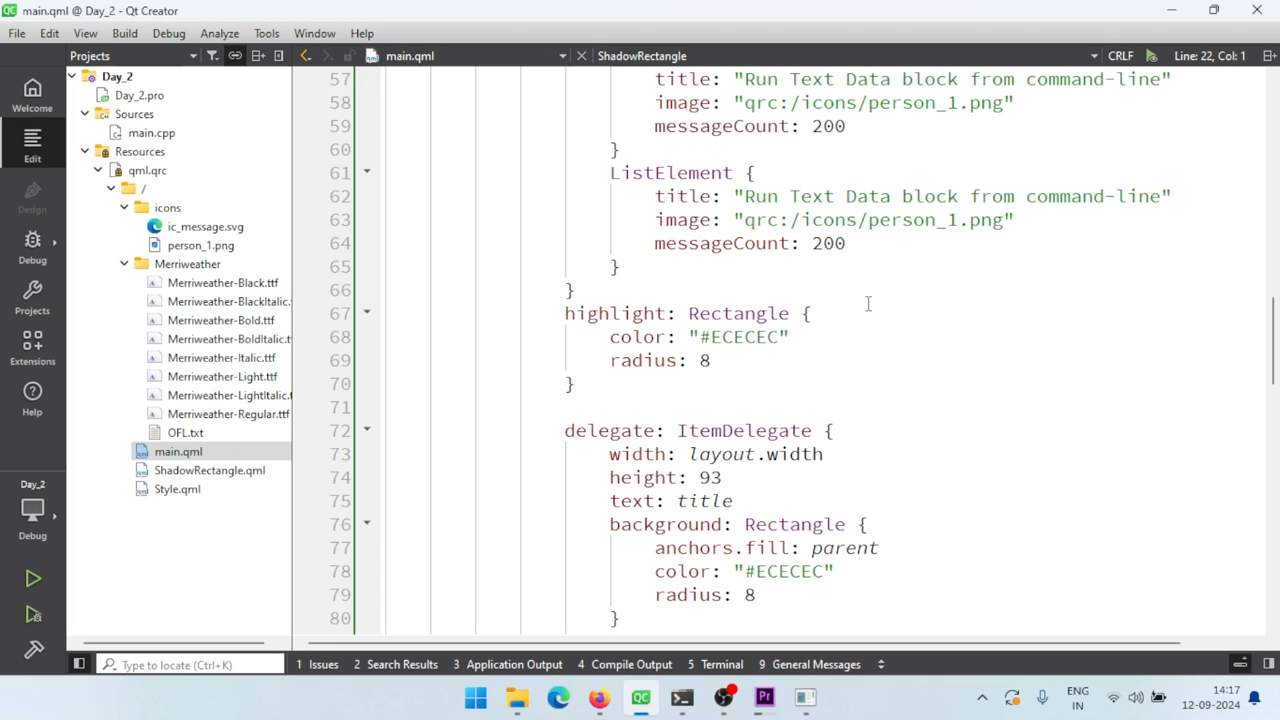 main.qml @ Day_2 - Qt Creator
File Edit View Build Debug Analyze Tools Window Help
Projects main.qml ShadowRectangle CRLF Line: 22, Col: 1
Welcome
Edit
Design
Debug
Projects
Extensions
Help
Day_2
Debug
Day_2
Day_2.pro
Sources
main.cpp
Resources
qml.qrc
/
icons
ic_message.svg
person_1.png
Merriweather
Merriweather-Black.ttf
Merriweather-BlackItalic.
Merriweather-Bold.ttf
Merriweather-BoldItalic.tt
Merriweather-Italic.ttf
Merriweather-Light.ttf
Merriweather-LightItalic.t
Merriweather-Regular.ttf
OFL.txt
main.qml
ShadowRectangle.qml
Style.qml
57 title: "Run Text Data block from command-line"
58 image: "qrc:/icons/person_1.png"
59 messageCount: 200
60 }
61 ListElement {
62 title: "Run Text Data block from command-line"
63 image: "qrc:/icons/person_1.png"
64 messageCount: 200
65 }
66 }
67 highlight: Rectangle {
68 color: "#ECECEC"
69 radius: 8
70 }
71
72 delegate: ItemDelegate {
73 width: layout.width
74 height: 93
75 text: title
76 background: Rectangle {
77 anchors.fill: parent
78 color: "#ECECEC"
79 radius: 8
80 }
Type to locate (Ctrl+K) 1 Issues 2 Search Results 3 Application Output 4 Compile Output 5 Terminal 9 General Messages
QC Pr ENG IN 14:17 12-09-2024